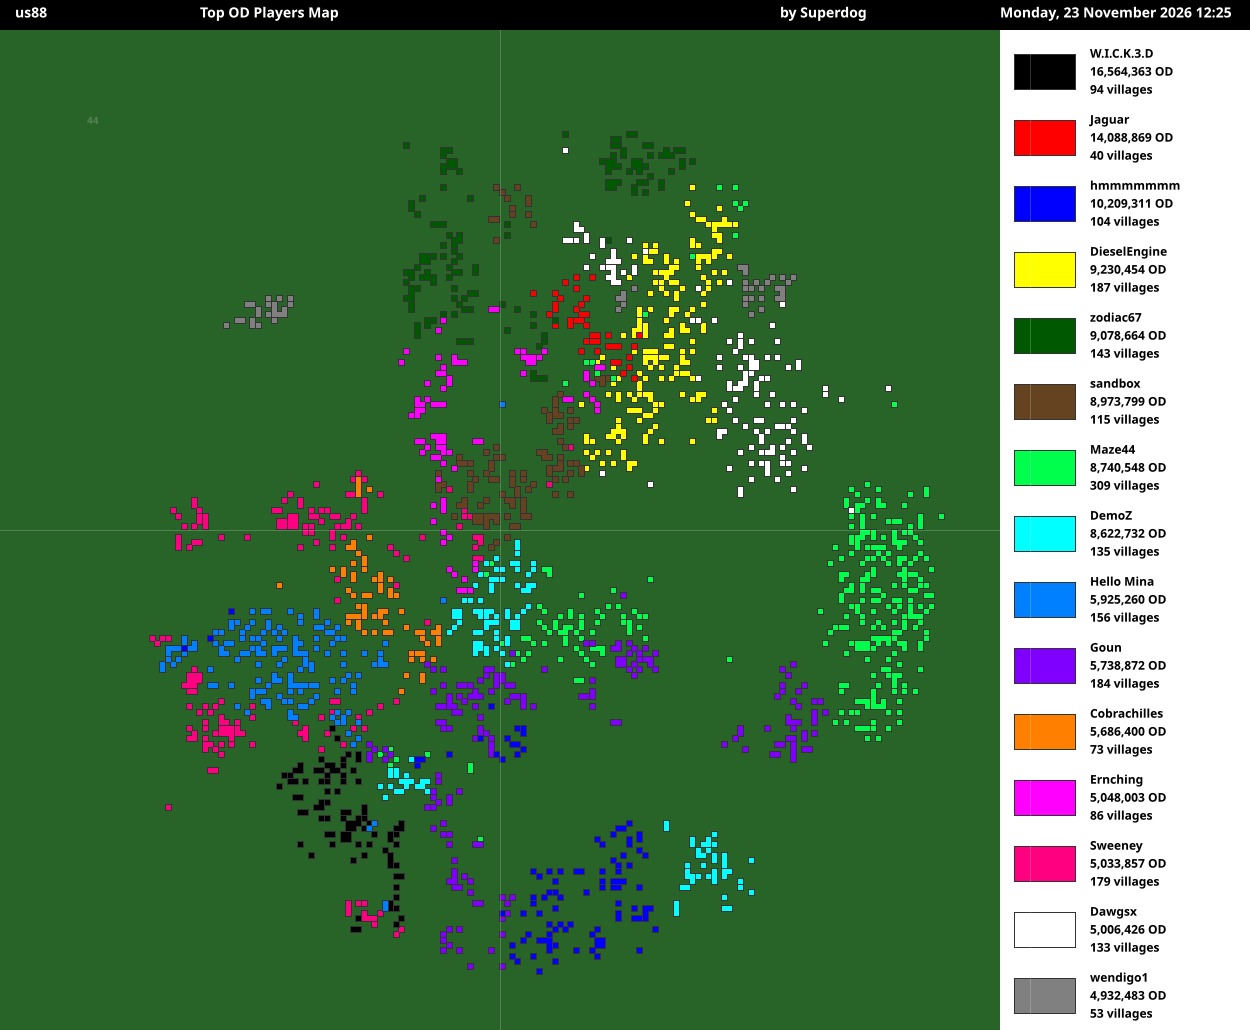 us88 Top OD Players Map by Superdog Monday, 23 November 2026 12:25
44
W.I.C.K.3.D
16,564,363 OD
94 villages
Jaguar
14,088,869 OD
40 villages
hmmmmmmm
10,209,311 OD
104 villages
DieselEngine
9,230,454 OD
187 villages
zodiac67
9,078,664 OD
143 villages
sandbox
8,973,799 OD
115 villages
Maze44
8,740,548 OD
309 villages
DemoZ
8,622,732 OD
135 villages
Hello Mina
5,925,260 OD
156 villages
Goun
5,738,872 OD
184 villages
Cobrachilles
5,686,400 OD
73 villages
Ernching
5,048,003 OD
86 villages
Sweeney
5,033,857 OD
179 villages
Dawgsx
5,006,426 OD
133 villages
wendigo1
4,932,483 OD
53 villages